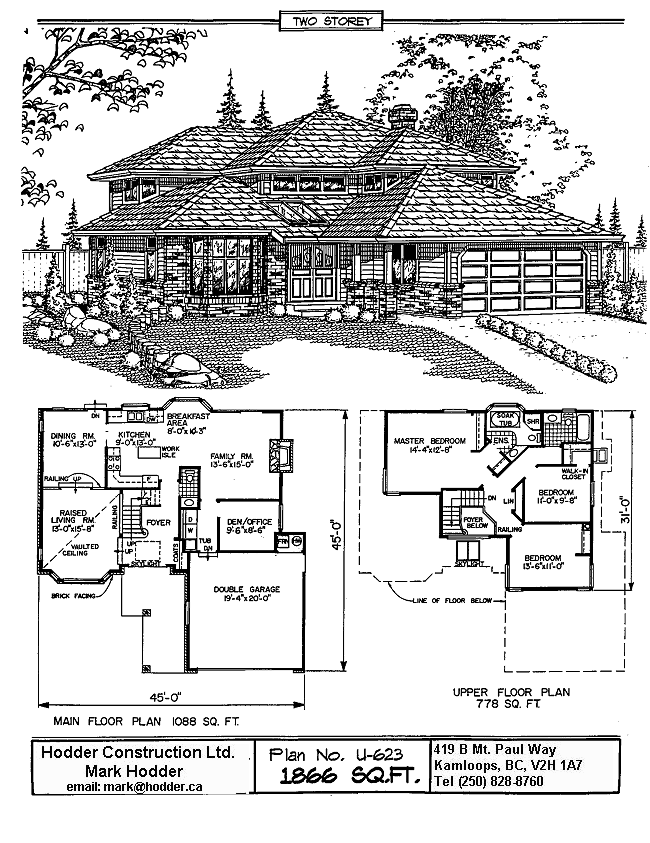 TWO STOREY
DN
DW
BREAKFAST
AREA
8'-0"x10'-3"
DINING RM.
10'-6"x13'-0"
KITCHEN
9'-0"x13'-0"
WORK
ISLE
FAMILY RM.
13'-6"x15'-0"
RAILING UP
F
P
RAISED
LIVING RM.
13'-0"x15'-8"
VAULTED
CEILING
RAILING
FOYER
D
W
DEN/OFFICE
9'-6"x8'-6"
UP
UP
TUB
DN
SKYLIGHT
COATS
BRICK FACING
DOUBLE GARAGE
19'-4"x20'-0"
45'-0"
45'-0"
MAIN FLOOR PLAN 1088 SQ. FT.
SOAK
TUB
SHR
ENS.
MASTER BEDROOM
14'-4"x12'-8"
WALK-IN
CLOSET
DN
LIN
BEDROOM
11'-0"x9'-8"
FOYER
BELOW
RAILING
SKYLIGHT
BEDROOM
13'-6"x11'-0"
31'-0"
LINE OF FLOOR BELOW
UPPER FLOOR PLAN
778 SQ. FT.
Hodder Construction Ltd.
Mark Hodder
email: mark@hodder.ca
Plan No. U-623
1866 SQ.FT.
419 B Mt. Paul Way
Kamloops, BC, V2H 1A7
Tel (250) 828-8760